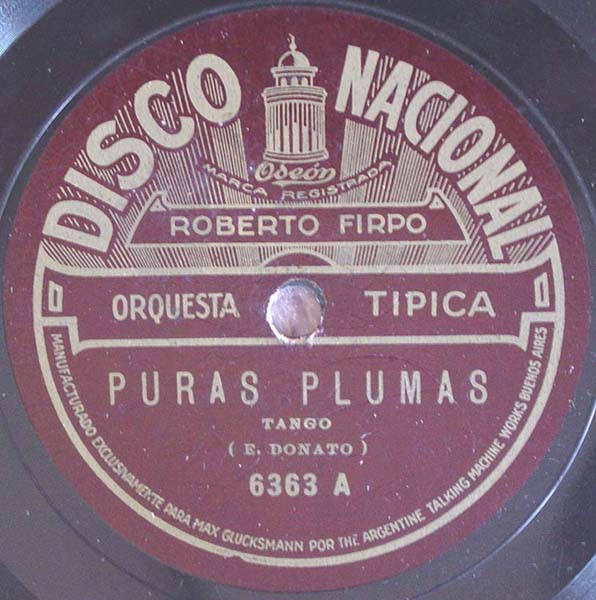 DISCO NACIONAL
Odeón
MARCA REGISTRADA
ROBERTO FIRPO
ORQUESTA TIPICA
PURAS PLUMAS
TANGO
( E. DONATO )
6363 A
MANUFACTURADO EXCLUSIVAMENTE PARA MAX GLUCKSMANN POR THE ARGENTINE TALKING MACHINE WORKS BUENOS AIRES